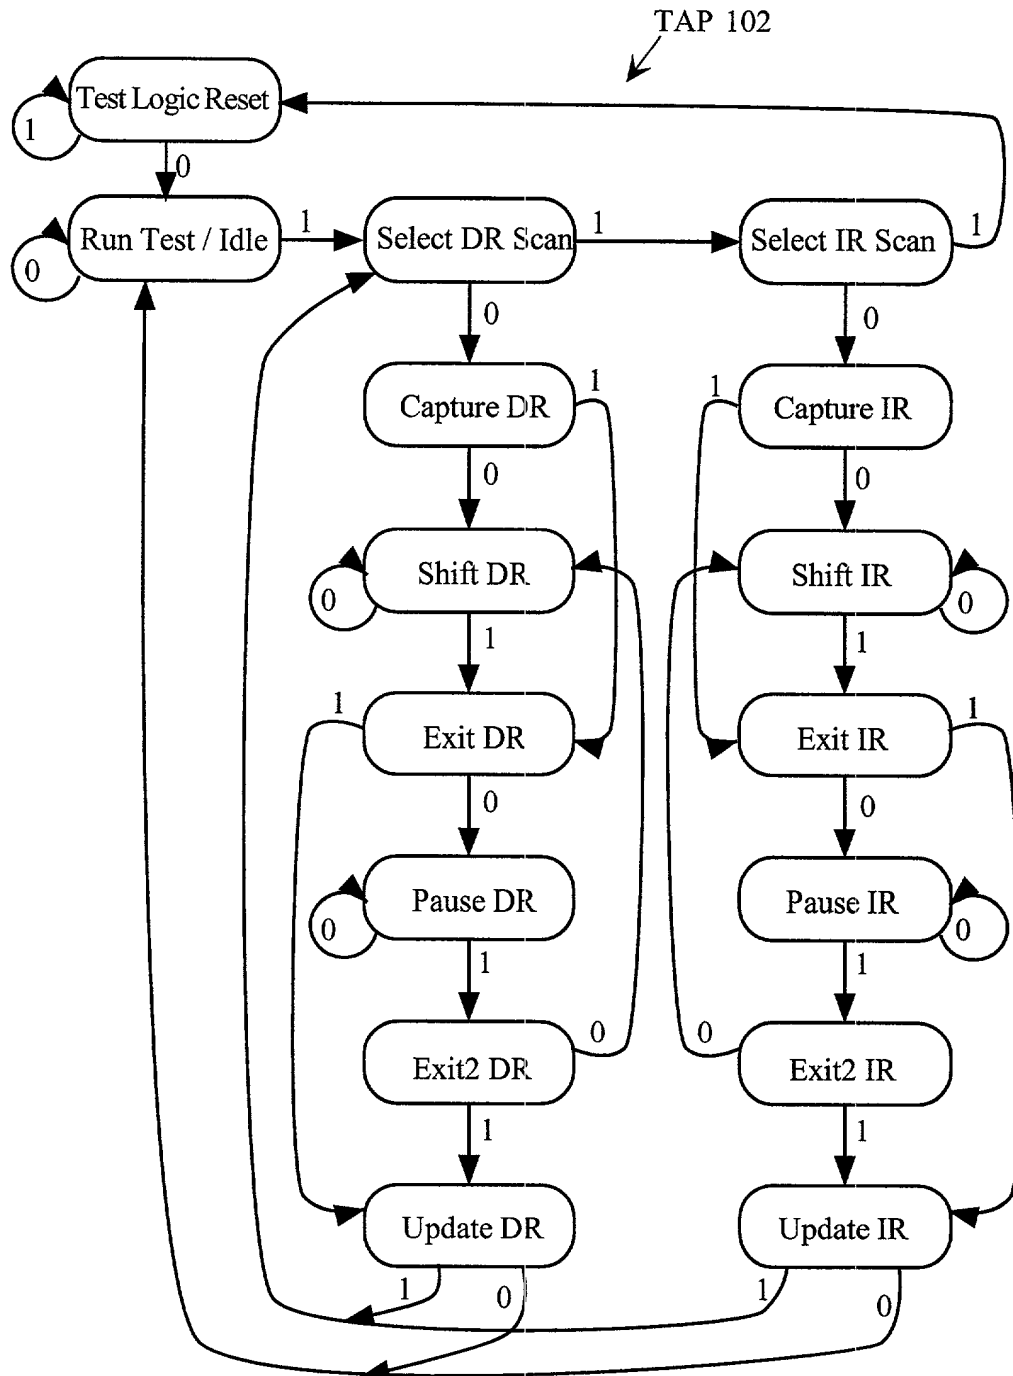 TAP 102
Test Logic Reset
1
0
Run Test / Idle
1
Select DR Scan
1
Select IR Scan
1
0
0
0
Capture DR
1
1
Capture IR
0
0
Shift DR
Shift IR
0
0
1
1
1
Exit DR
Exit IR
1
0
0
Pause DR
Pause IR
0
0
1
1
Exit2 DR
0
0
Exit2 IR
1
1
Update DR
Update IR
1
0
1
0